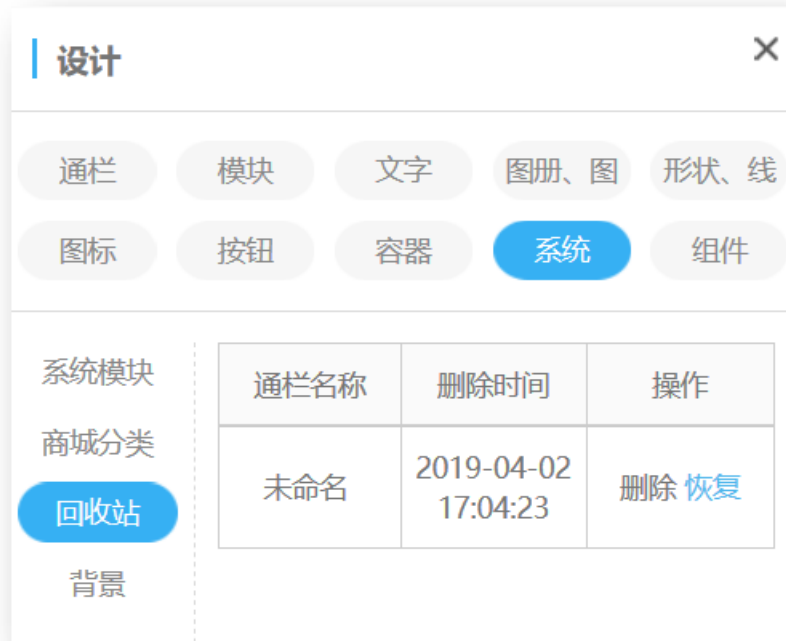 设计
通栏 模块 文字 图册、图 形状、线
图标 按钮 容器 系统 组件
系统模块
商城分类
回收站
背景
通栏名称 删除时间 操作
未命名 2019-04-02 17:04:23 删除 恢复